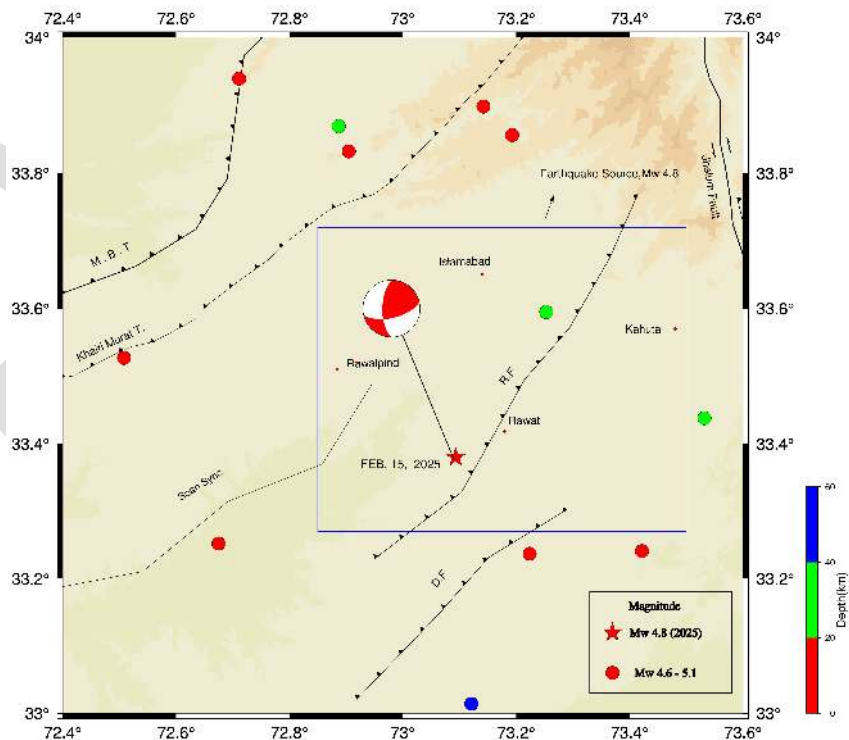 72.4° 72.6° 72.8° 73° 73.2° 73.4° 73.6°
34° 34°
33.8° 33.8°
Earthquake Source,Mw 4.8
Jhelum Fault
M . B . T
Islamabad
33.6° 33.6°
Khairi Murat T.
Kahuta
Rawalpind
R.F
Rawat
33.4° 33.4°
FEB. 15, 2025
Soan Sync.
60
33.2° 33.2°
D.F
40
Depth(km)
Magnitude
20
Mw 4.8 (2025)
Mw 4.6 - 5.1
0
33° 33°
72.4° 72.6° 72.8° 73° 73.2° 73.4° 73.6°